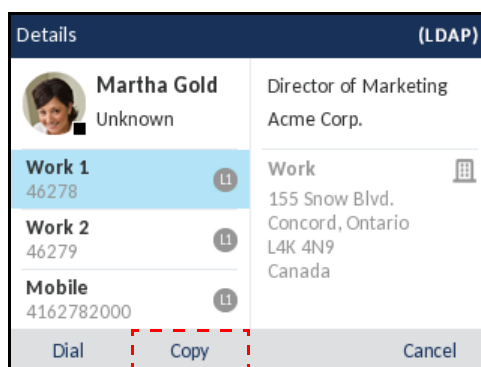 Details
(LDAP)
Martha Gold
Unknown
Work 1
46278
L1
Work 2
46279
L1
Mobile
4162782000
L1
Director of Marketing
Acme Corp.
Work
155 Snow Blvd.
Concord, Ontario
L4K 4N9
Canada
Dial
Copy
Cancel